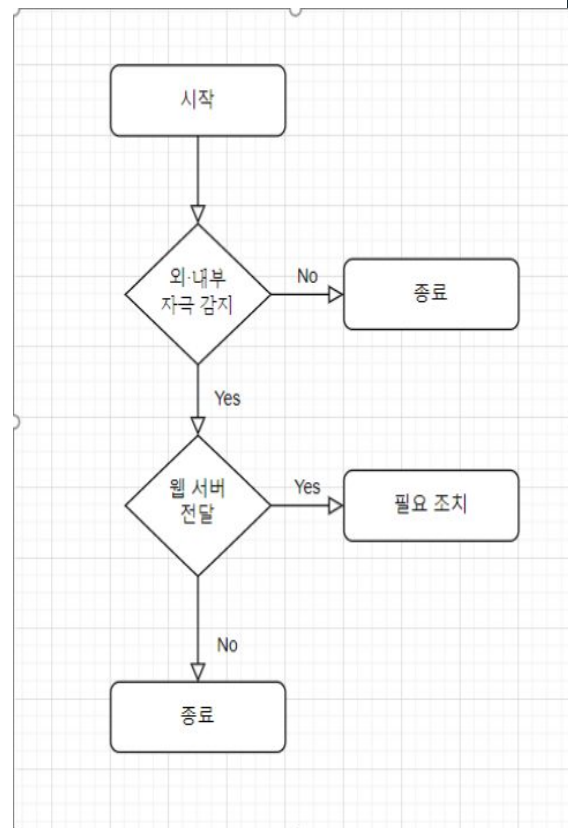 시작
외·내부
자극 감지
No
종료
Yes
웹 서버
전달
Yes
필요 조치
No
종료